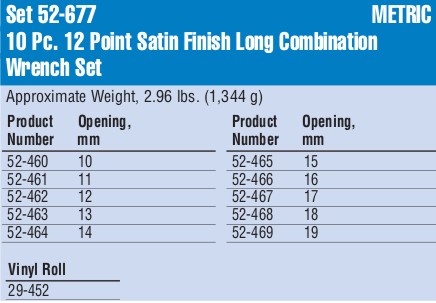 Set 52-677 METRIC
10 Pc. 12 Point Satin Finish Long Combination
Wrench Set
Approximate Weight, 2.96 lbs. (1,344 g)
Product Opening, Product Opening,
Number mm Number mm
52-460 10 52-465 15
52-461 11 52-466 16
52-462 12 52-467 17
52-463 13 52-468 18
52-464 14 52-469 19
Vinyl Roll
29-452